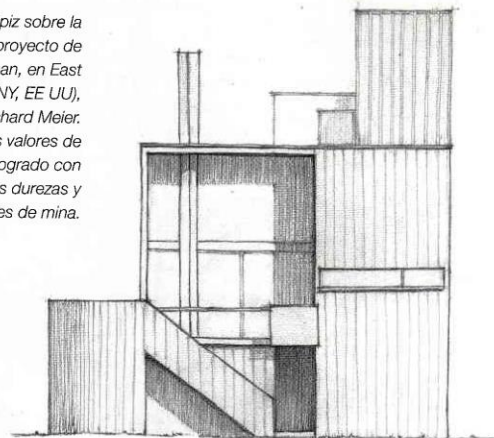 piz sobre la
proyecto de
an, en East
NY, EE UU),
hard Meier.
s valores de
ogrado con
s durezas y
es de mina.